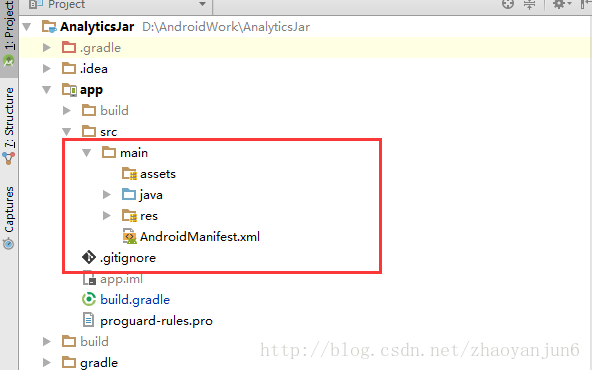 Project
1: Project
7: Structure
Captures
AnalyticsJar D:\AndroidWork\AnalyticsJar
.gradle
.idea
app
build
src
main
assets
java
res
AndroidManifest.xml
.gitignore
app.iml
build.gradle
proguard-rules.pro
build
gradle
http://blog.csdn.net/zhaoyanjun6